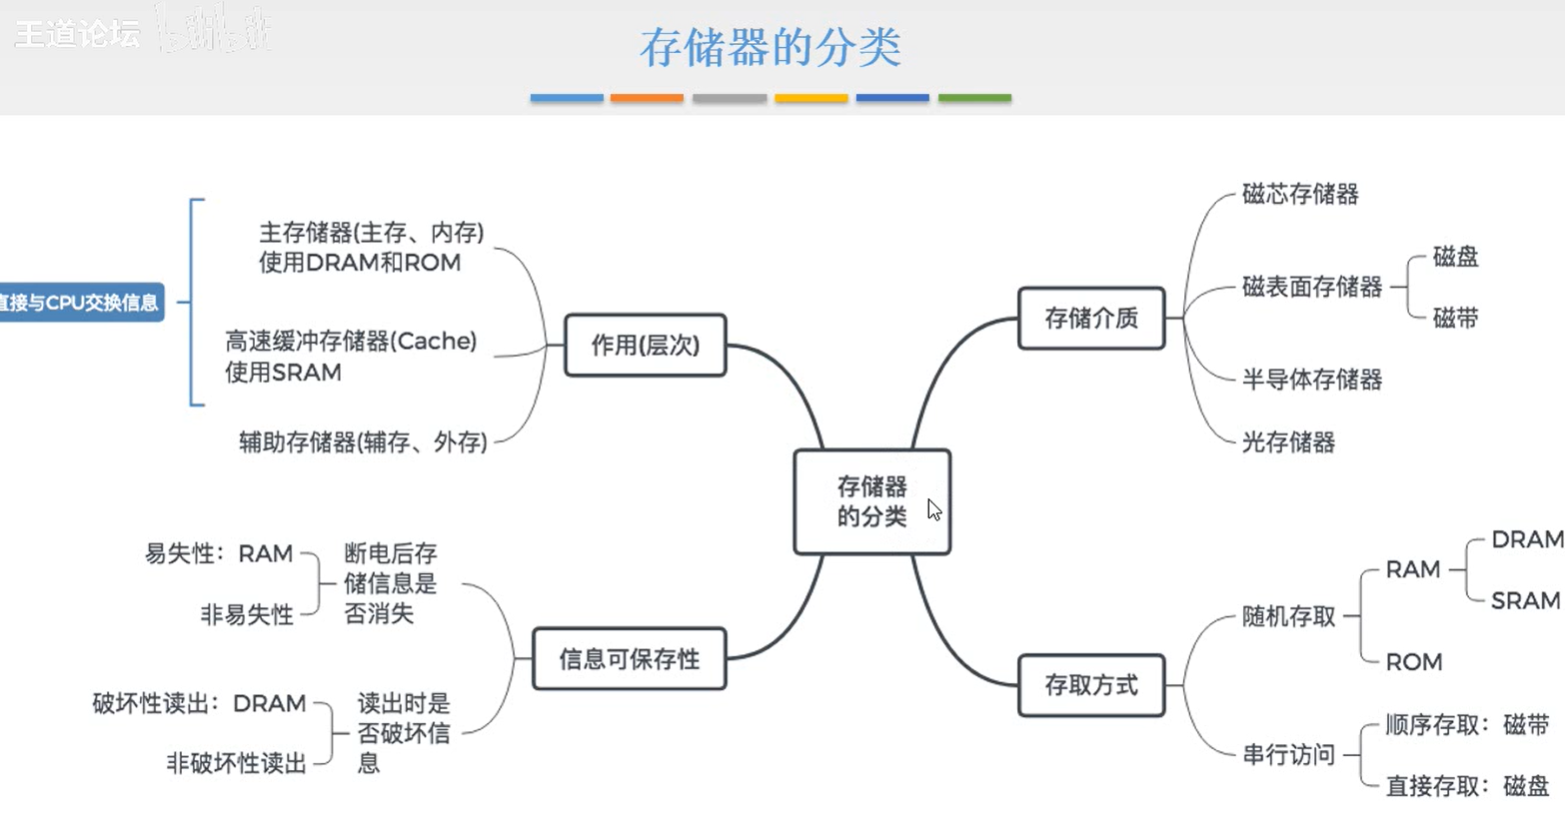 王道论坛 bilibili
存储器的分类
主存储器(主存、内存)
使用DRAM和ROM
直接与CPU交换信息
高速缓冲存储器(Cache)
使用SRAM
辅助存储器(辅存、外存)
作用(层次)
磁芯存储器
磁表面存储器
磁盘
磁带
半导体存储器
光存储器
存储介质
存储器
的分类
易失性：RAM
非易失性
断电后存
储信息是
否消失
破坏性读出：DRAM
非破坏性读出
读出时是
否破坏信
息
信息可保存性
存取方式
随机存取
RAM
DRAM
SRAM
ROM
串行访问
顺序存取：磁带
直接存取：磁盘